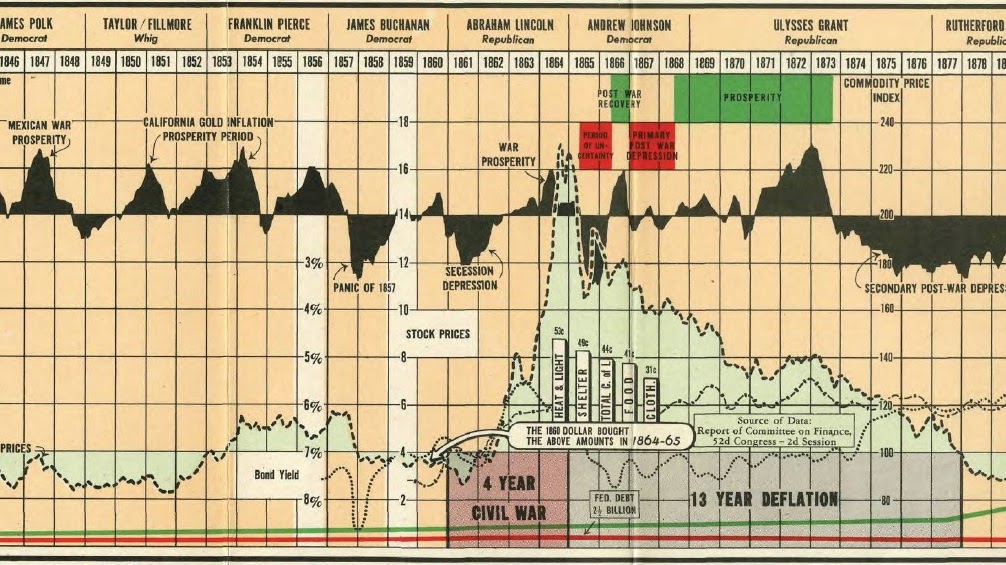 AMES POLK
Democrat
TAYLOR / FILLMORE
Whig
FRANKLIN PIERCE
Democrat
JAMES BUCHANAN
Democrat
ABRAHAM LINCOLN
Republican
ANDREW JOHNSON
Democrat
ULYSSES GRANT
Republican
RUTHERFORD
Republic
1846 1847 1848 1849 1850 1851 1852 1853 1854 1855 1856 1857 1858 1859 1860 1861 1862 1863 1864 1865 1866 1867 1868 1869 1870 1871 1872 1873 1874 1875 1876 1877 18
me
POST WAR
RECOVERY
PROSPERITY
COMMODITY PRICE
INDEX
MEXICAN WAR
PROSPERITY
CALIFORNIA GOLD INFLATION
PROSPERITY PERIOD
18
240
WAR
PROSPERITY
PERIOD
OF UN-
CERTAINTY
PRIMARY
POST WAR
DEPRESSION
16
220
14
200
3%
12
180
PANIC OF 1857
SECESSION
DEPRESSION
SECONDARY POST-WAR DEPRES
4%
10
STOCK PRICES
53c
49c
44c
41c
31c
HEAT & LIGHT
SHELTER
TOTAL C. of L.
FOOD
CLOTH.
5%
8
140
6%
6
120
THE 1860 DOLLAR BOUGHT
THE ABOVE AMOUNTS IN 1864-65
Source of Data:
Report of Committee on Finance,
52d Congress – 2d Session
PRICES
7%
4
100
Bond Yield
4 YEAR
CIVIL WAR
FED. DEBT
2½ BILLION
13 YEAR DEFLATION
8%
2
80